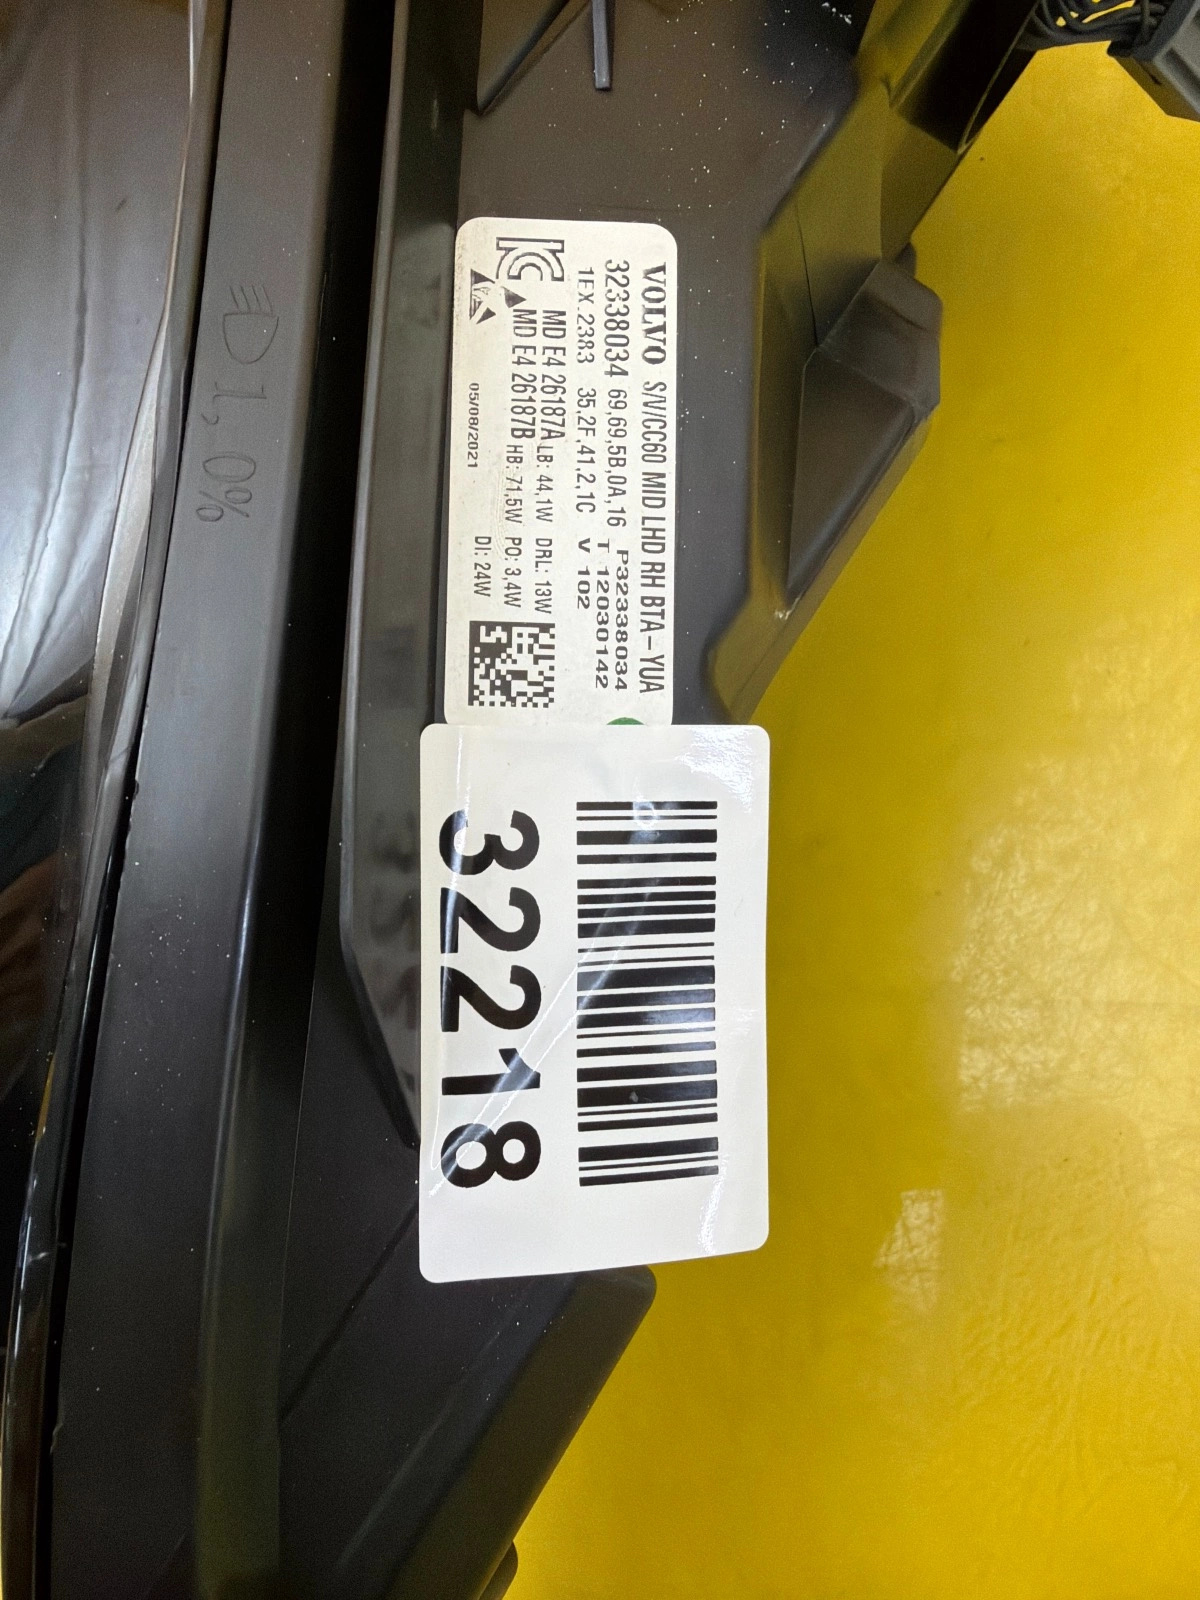 VOLVO S/V/CC60 MID LHD RH BTA-YUA
32338034 69,69,5B,0A,16 P32338034
1EX.2383 35,2F,41,2,1C T 12030142
V 102
MD E4 26187A LB: 44,1W DRL: 13W
MD E4 26187B HB: 71,5W PO: 3,4W
05/08/2021 DI: 24W
32218
1,0%